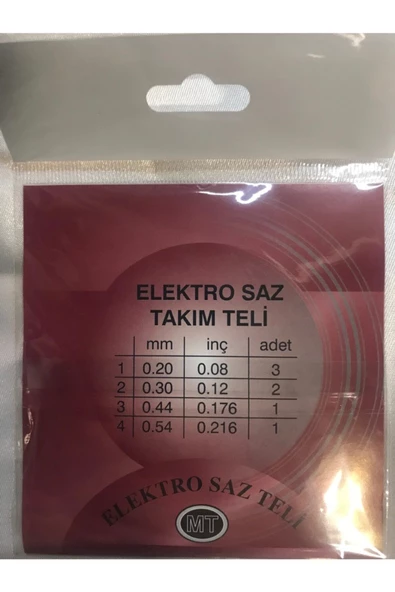 ELEKTRO SAZ
TAKIM TELİ
mm inç adet
1 0.20 0.08 3
2 0.30 0.12 2
3 0.44 0.176 1
4 0.54 0.216 1
ELEKTRO SAZ TELİ
MT